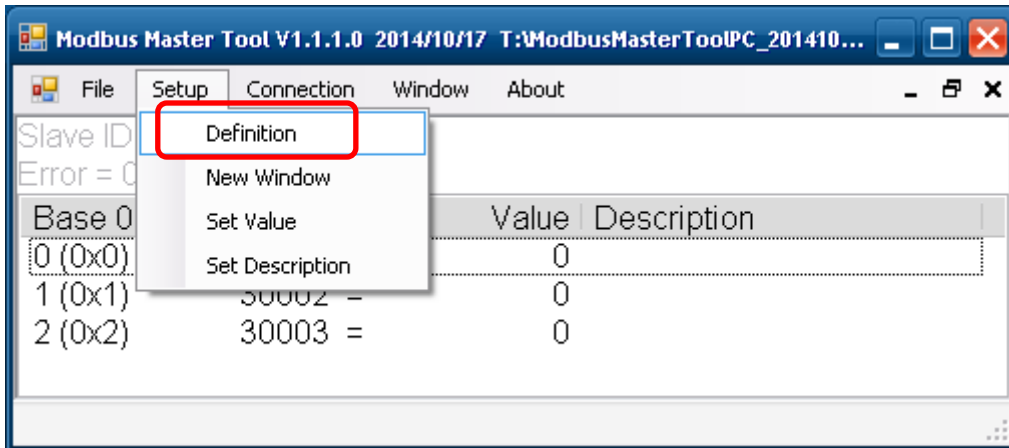 Modbus Master Tool V1.1.1.0 2014/10/17 T:\ModbusMasterToolPC_201410...
File Setup Connection Window About
Slave ID
Definition
Error = 0
New Window
Base 0 Value Description
Set Value
0 (0x0) 0
Set Description
1 (0x1) 30002 = 0
2 (0x2) 30003 = 0